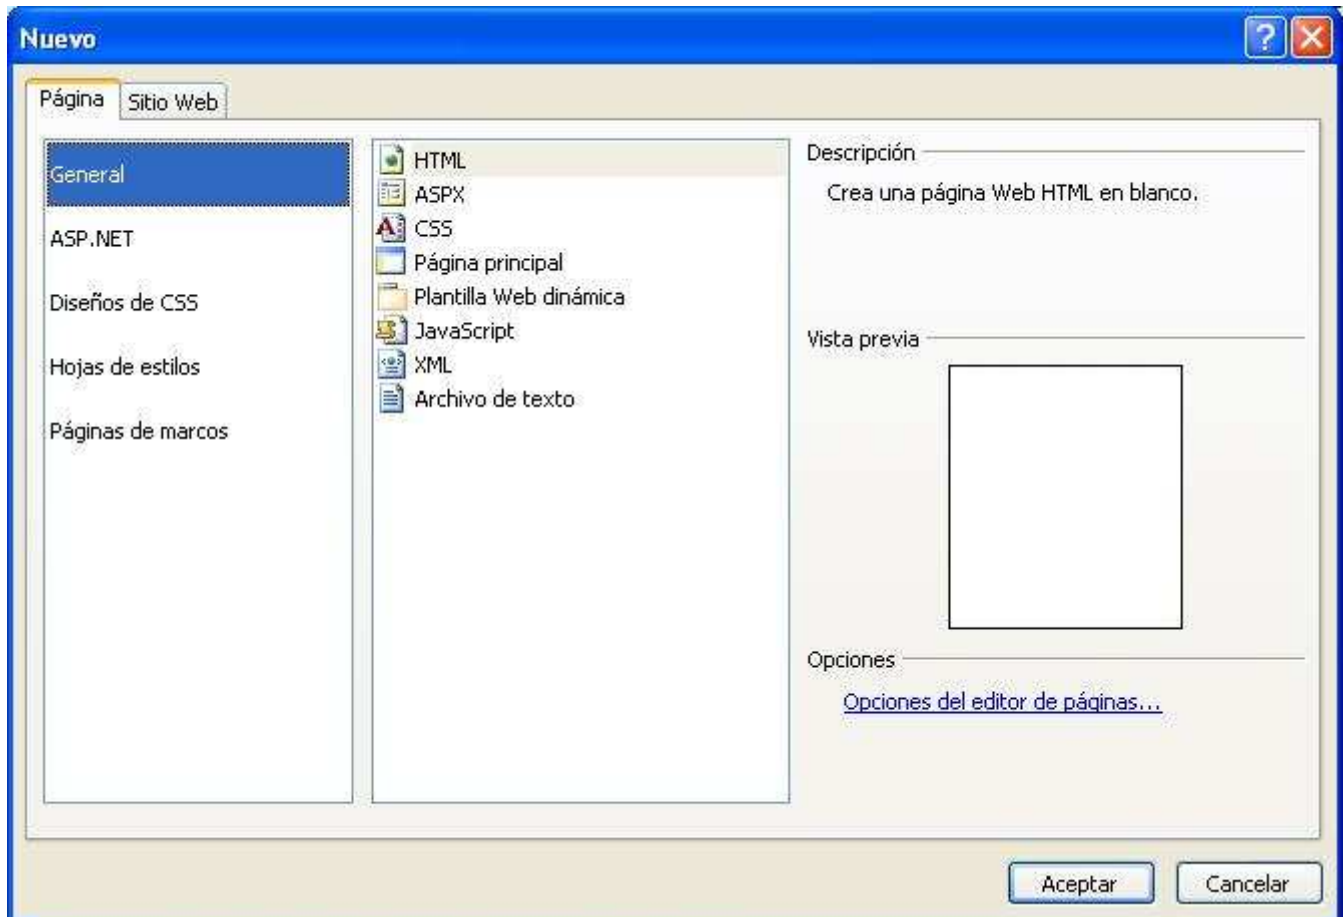 Nuevo
Página
Sitio Web
General
ASP.NET
Diseños de CSS
Hojas de estilos
Páginas de marcos
HTML
ASPX
CSS
Página principal
Plantilla Web dinámica
JavaScript
XML
Archivo de texto
Descripción
Crea una página Web HTML en blanco.
Vista previa
Opciones
Opciones del editor de páginas...
Aceptar
Cancelar